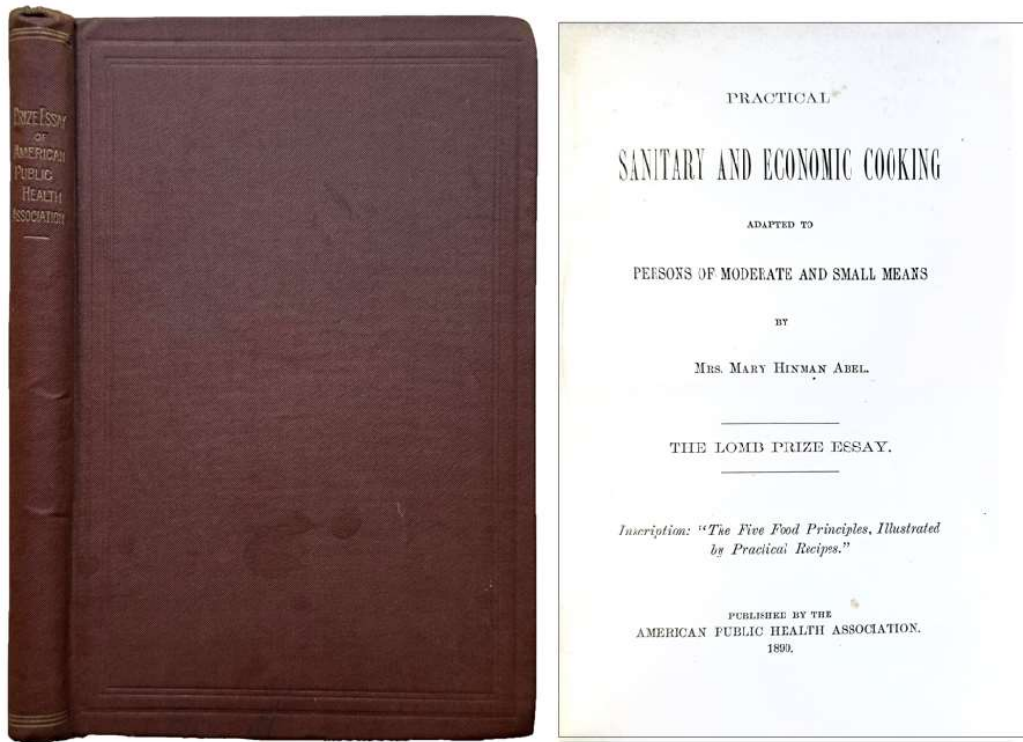 PRIZE ESSAY
OF
AMERICAN
PUBLIC
HEALTH
ASSOCIATION
PRACTICAL
SANITARY AND ECONOMIC COOKING
ADAPTED TO
PERSONS OF MODERATE AND SMALL MEANS
BY
MRS. MARY HINMAN ABEL.
THE LOMB PRIZE ESSAY.
Inscription: "The Five Food Principles, Illustrated
by Practical Recipes."
PUBLISHED BY THE
AMERICAN PUBLIC HEALTH ASSOCIATION.
1890.